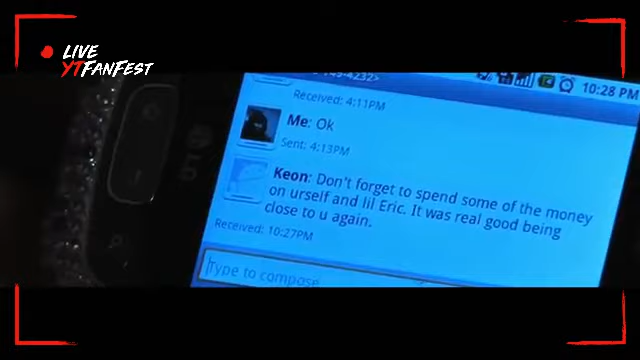 LIVE
YTFANFEST
10:28 PM
Received: 4:11PM
Me: Ok
Sent: 4:13PM
Keon: Don't forget to spend some of the money
on urself and lil Eric. It was real good being
close to u again.
Received: 10:27PM
Type to compose